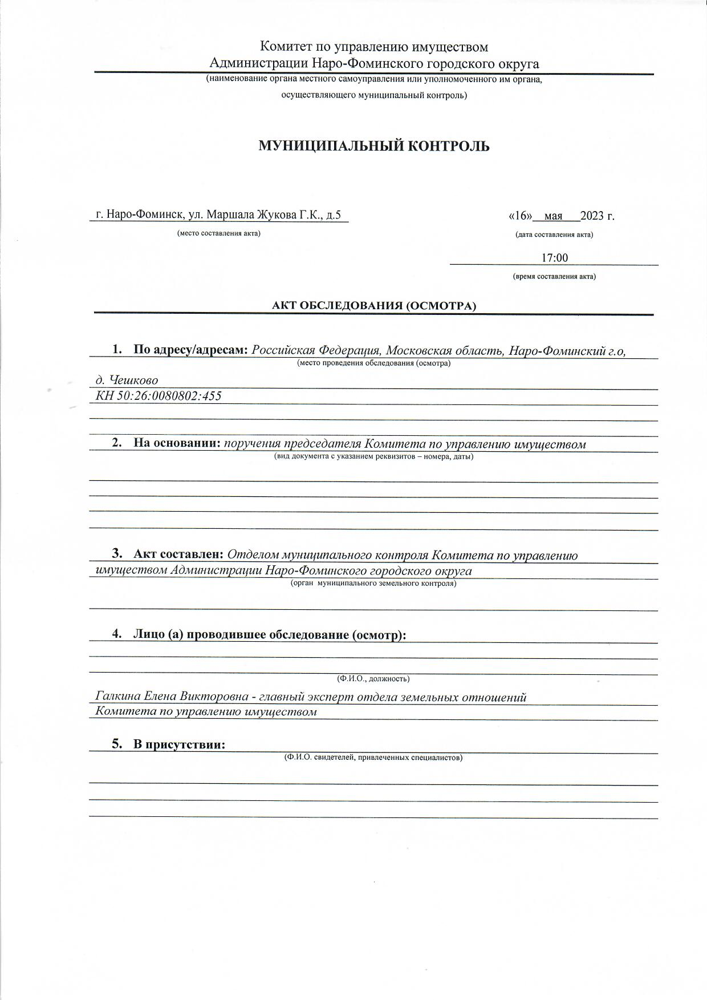 Комитет по управлению имуществом
Администрации Наро-Фоминского городского округа
(наименование органа местного самоуправления или уполномоченного им органа,
осуществляющего муниципальный контроль)
МУНИЦИПАЛЬНЫЙ КОНТРОЛЬ
г. Наро-Фоминск, ул. Маршала Жукова Г.К., д.5
«16»__мая___2023 г.
(место составления акта)
(дата составления акта)
17:00
(время составления акта)
АКТ ОБСЛЕДОВАНИЯ (ОСМОТРА)
1. По адресу/адресам: Российская Федерация, Московская область, Наро-Фоминский г.о,
(место проведения обследования (осмотра)
д. Чешково
КН 50:26:0080802:455
2. На основании: поручения председателя Комитета по управлению имуществом
(вид документа с указанием реквизитов – номера, даты)
3. Акт составлен: Отделом муниципального контроля Комитета по управлению
имуществом Администрации Наро-Фоминского городского округа
(орган муниципального земельного контроля)
4. Лицо (а) проводившее обследование (осмотр):
(Ф.И.О., должность)
Галкина Елена Викторовна - главный эксперт отдела земельных отношений
Комитета по управлению имуществом
5. В присутствии:
(Ф.И.О. свидетелей, привлеченных специалистов)